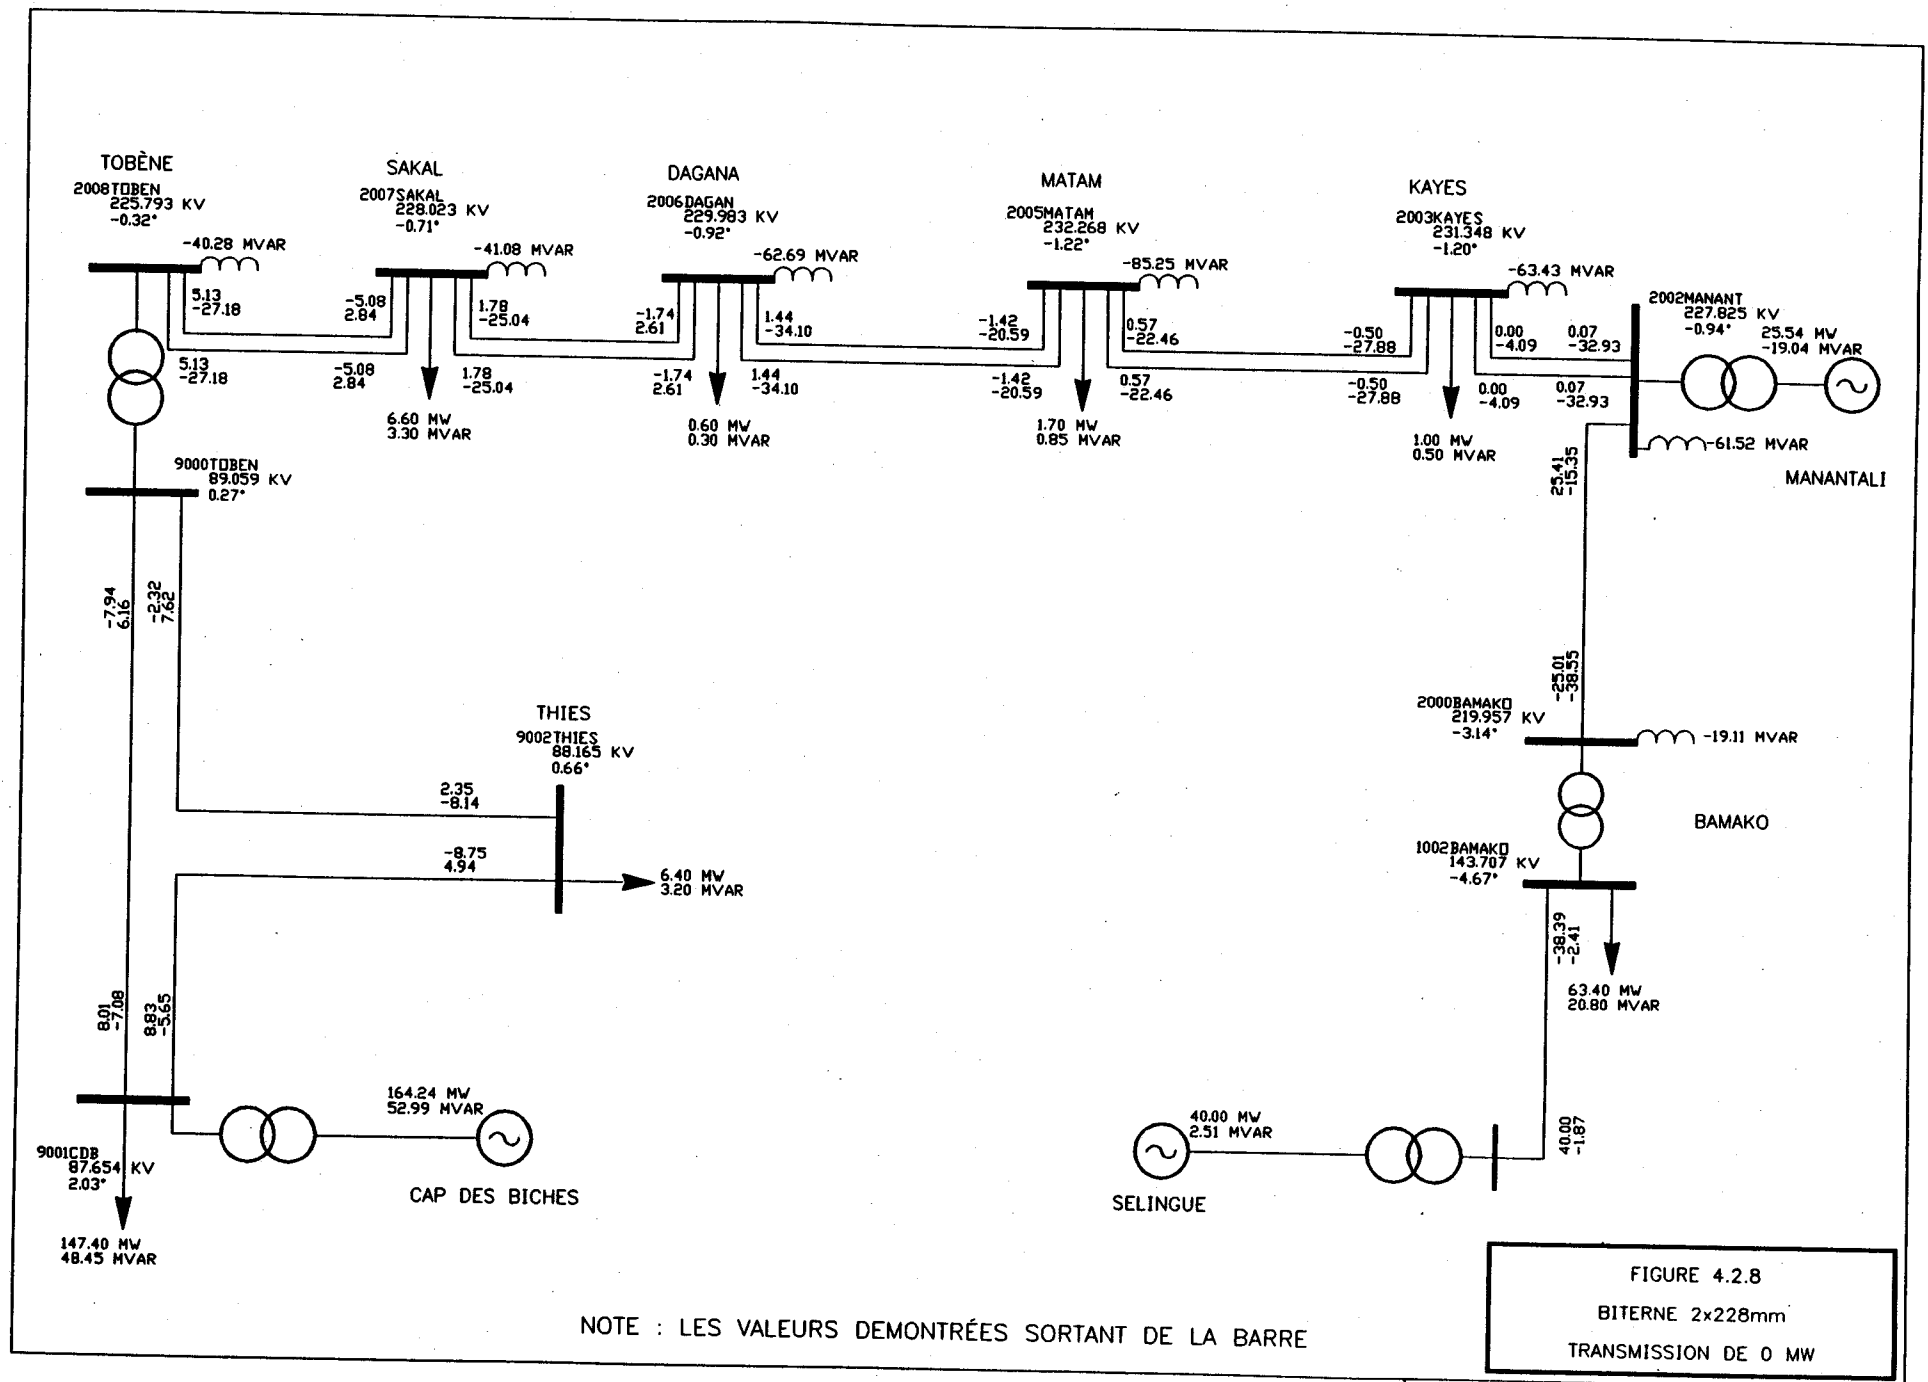 TOBÈNE
2008TOBEN
225.793 KV
-0.32°
-40.28 MVAR
5.13
-27.18
5.13
-27.18
SAKAL
2007SAKAL
228.023 KV
-0.71°
-41.08 MVAR
-5.08
2.84
-5.08
2.84
1.78
-25.04
1.78
-25.04
6.60 MW
3.30 MVAR
DAGANA
2006DAGAN
229.983 KV
-0.92°
-62.69 MVAR
-1.74
2.61
-1.74
2.61
1.44
-34.10
1.44
-34.10
0.60 MW
0.30 MVAR
MATAM
2005MATAM
232.268 KV
-1.22°
-85.25 MVAR
-1.42
-20.59
-1.42
-20.59
0.57
-22.46
0.57
-22.46
1.70 MW
0.85 MVAR
KAYES
2003KAYES
231.348 KV
-1.20°
-63.43 MVAR
-0.50
-27.88
-0.50
-27.88
0.00
-4.09
0.00
-4.09
1.00 MW
0.50 MVAR
0.07
-32.93
0.07
-32.93
2002MANANT
227.825 KV
-0.94°
25.54 MW
-19.04 MVAR
-61.52 MVAR
MANANTALI
25.41
-15.35
-25.01
-38.55
9000TOBEN
89.059 KV
0.27°
-7.94
6.16
-2.32
7.62
THIES
9002THIES
88.165 KV
0.66°
2.35
-8.14
-8.75
4.94
6.40 MW
3.20 MVAR
2000BAMAKO
219.957 KV
-3.14°
-19.11 MVAR
BAMAKO
1002BAMAKO
143.707 KV
-4.67°
-38.39
-2.41
63.40 MW
20.80 MVAR
8.01
-7.08
8.83
-5.65
164.24 MW
52.99 MVAR
9001CDB
87.654 KV
2.03°
CAP DES BICHES
147.40 MW
48.45 MVAR
40.00 MW
2.51 MVAR
SELINGUE
40.00
-1.87
FIGURE 4.2.8
BITERNE 2x228mm
TRANSMISSION DE 0 MW
NOTE : LES VALEURS DEMONTRÉES SORTANT DE LA BARRE